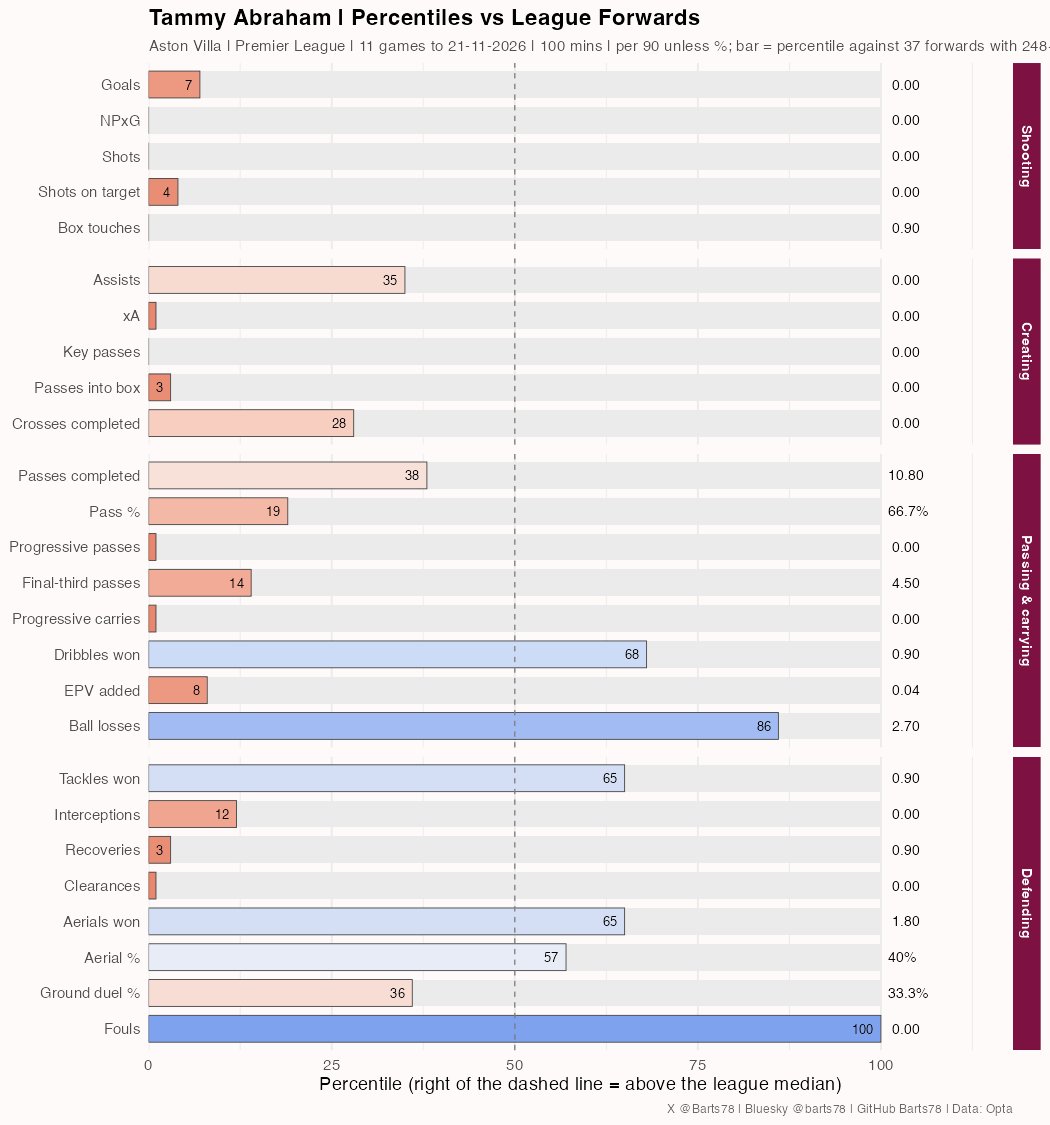 Tammy Abraham | Percentiles vs League Forwards
Aston Villa | Premier League | 11 games to 21-11-2026 | 100 mins | per 90 unless %; bar = percentile against 37 forwards with 248-
Goals 7 0.00
NPxG 0.00
Shots 0.00
Shots on target 4 0.00
Box touches 0.90
Shooting
Assists 35 0.00
xA 0.00
Key passes 0.00
Passes into box 3 0.00
Crosses completed 28 0.00
Creating
Passes completed 38 10.80
Pass % 19 66.7%
Progressive passes 0.00
Final-third passes 14 4.50
Progressive carries 0.00
Dribbles won 68 0.90
EPV added 8 0.04
Ball losses 86 2.70
Passing & carrying
Tackles won 65 0.90
Interceptions 12 0.00
Recoveries 3 0.90
Clearances 0.00
Aerials won 65 1.80
Aerial % 57 40%
Ground duel % 36 33.3%
Fouls 100 0.00
Defending
0 25 50 75 100
Percentile (right of the dashed line = above the league median)
X @Barts78 | Bluesky @barts78 | GitHub Barts78 | Data: Opta